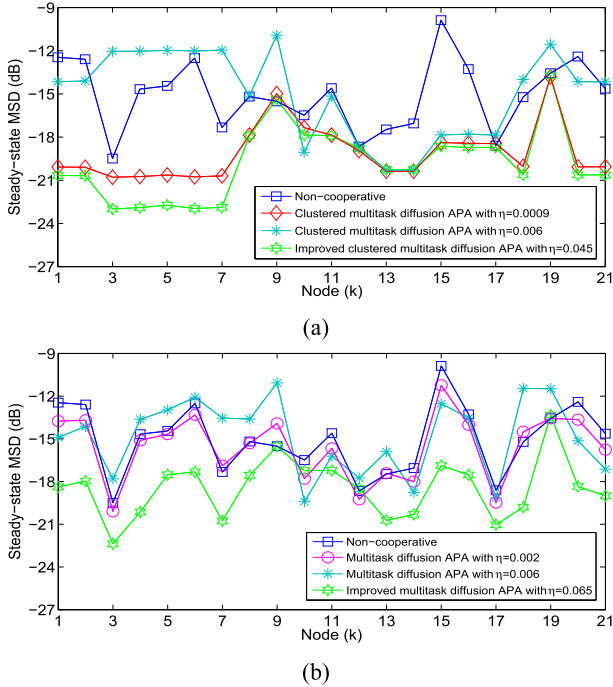 −9
−12
−15
−18
−21
−24
−27
Steady−state MSD (dB)
Non−cooperative
Clustered multitask diffusion APA with η=0.0009
Clustered multitask diffusion APA with η=0.006
Improved clustered multitask diffusion APA with η=0.045
1 3 5 7 9 11 13 15 17 19 21
Node (k)
(a)
−9
−12
−15
−18
−21
−24
−27
Steady−state MSD (dB)
Non−cooperative
Multitask diffusion APA with η=0.002
Multitask diffusion APA with η=0.006
Improved multitask diffusion APA with η=0.065
1 3 5 7 9 11 13 15 17 19 21
Node (k)
(b)